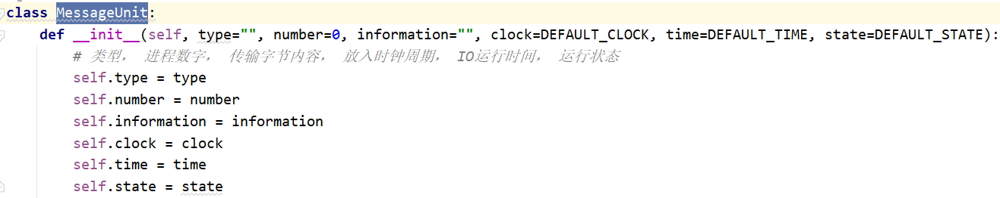 class MessageUnit:
    def __init__(self, type="", number=0, information="", clock=DEFAULT_CLOCK, time=DEFAULT_TIME, state=DEFAULT_STATE):
        # 类型， 进程数字， 传输字节内容， 放入时钟周期， IO运行时间， 运行状态
        self.type = type
        self.number = number
        self.information = information
        self.clock = clock
        self.time = time
        self.state = state